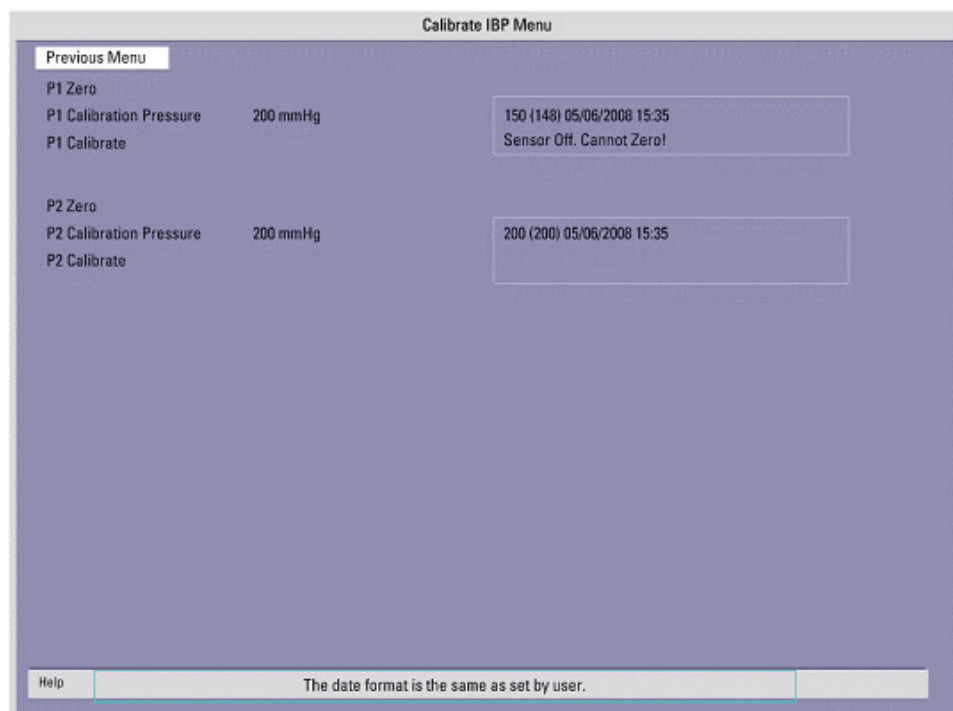 Calibrate IBP Menu
Previous Menu
P1 Zero
P1 Calibration Pressure 200 mmHg 150 (148) 05/06/2008 15:35
P1 Calibrate Sensor Off. Cannot Zero!
P2 Zero
P2 Calibration Pressure 200 mmHg 200 (200) 05/06/2008 15:35
P2 Calibrate
Help The date format is the same as set by user.